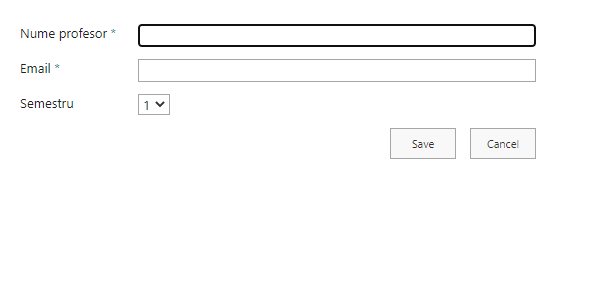 Nume profesor *
Email *
Semestru 1
Save Cancel